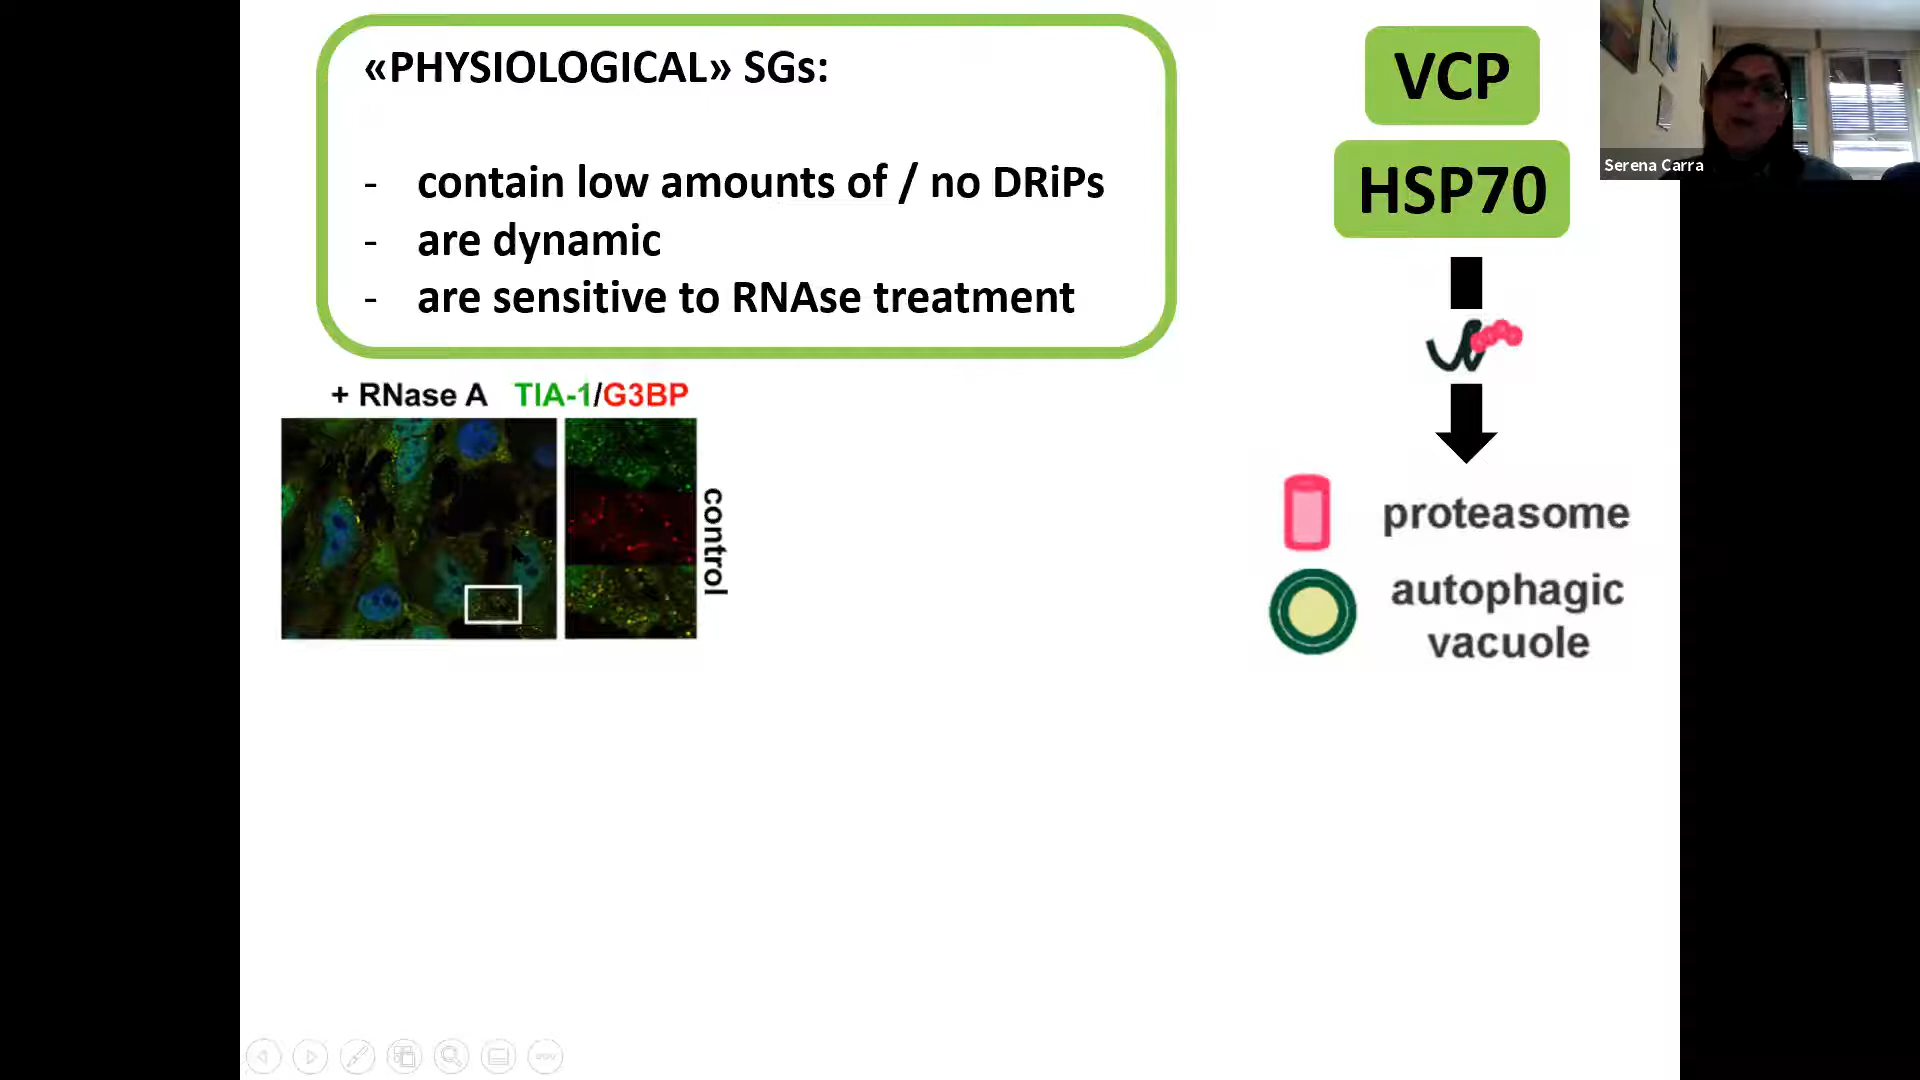 «PHYSIOLOGICAL» SGs:
- contain low amounts of / no DRiPs
- are dynamic
- are sensitive to RNAse treatment
+ RNase A TIA-1/G3BP
control
VCP
HSP70
proteasome
autophagic
vacuole
Serena Carra